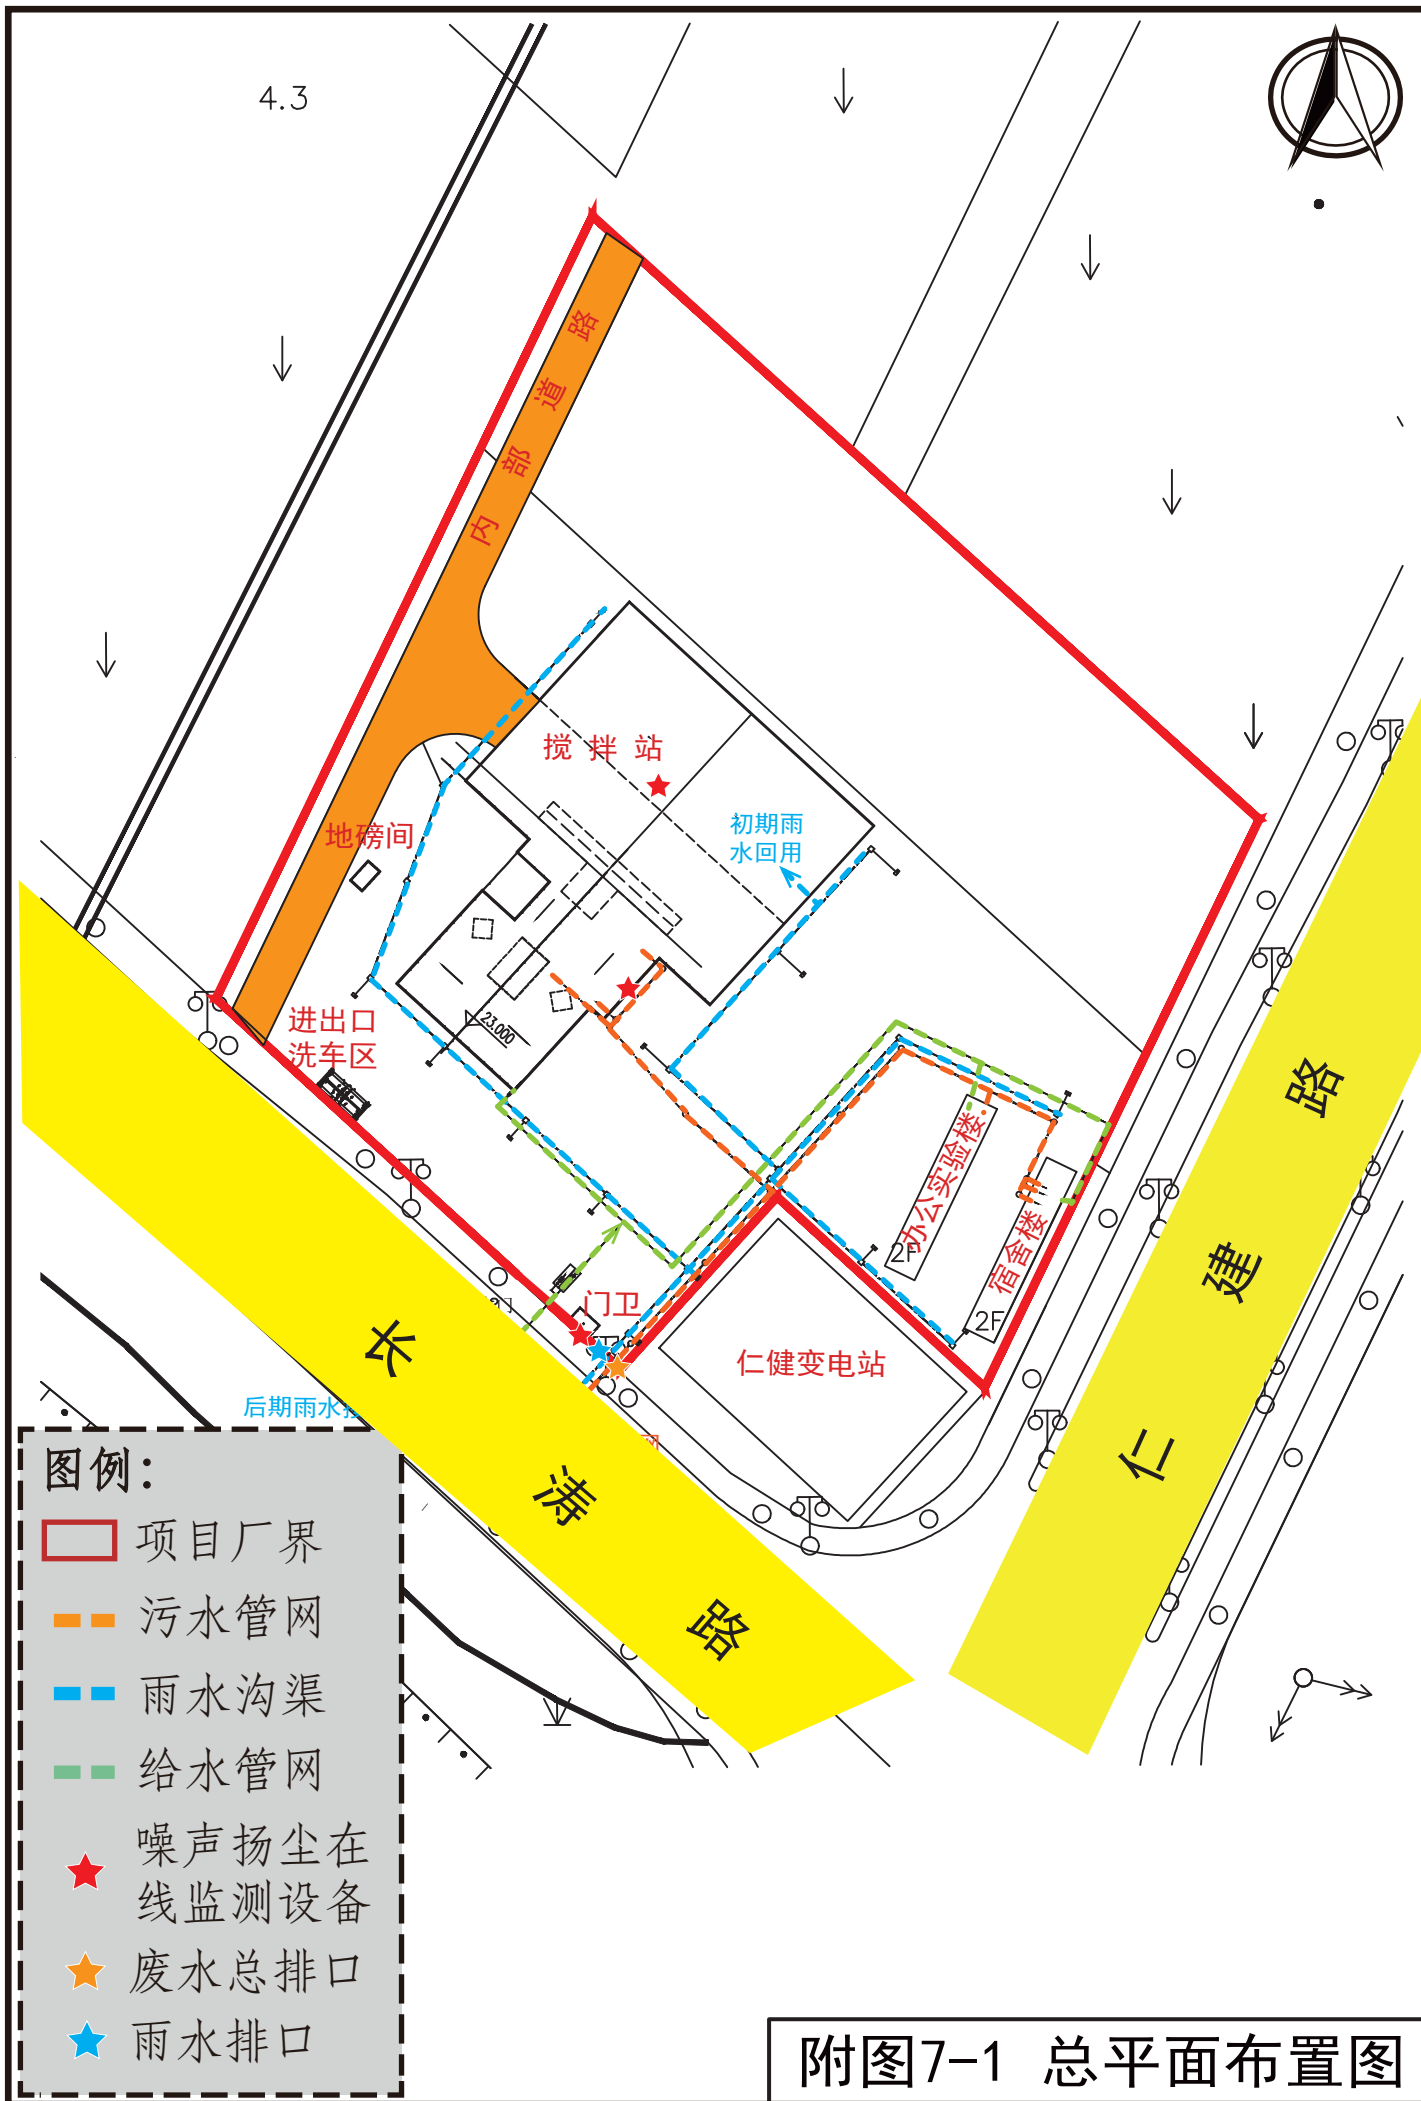 4.3
内部道路
搅拌站
初期雨
水回用
地磅间
23.000
进出口
洗车区
办公实验楼
2F
宿舍楼
2F
门卫
仁健变电站
后期雨水
网
长涛路
仁建路
图例：
项目厂界
污水管网
雨水沟渠
给水管网
噪声扬尘在
线监测设备
废水总排口
雨水排口
附图7-1 总平面布置图